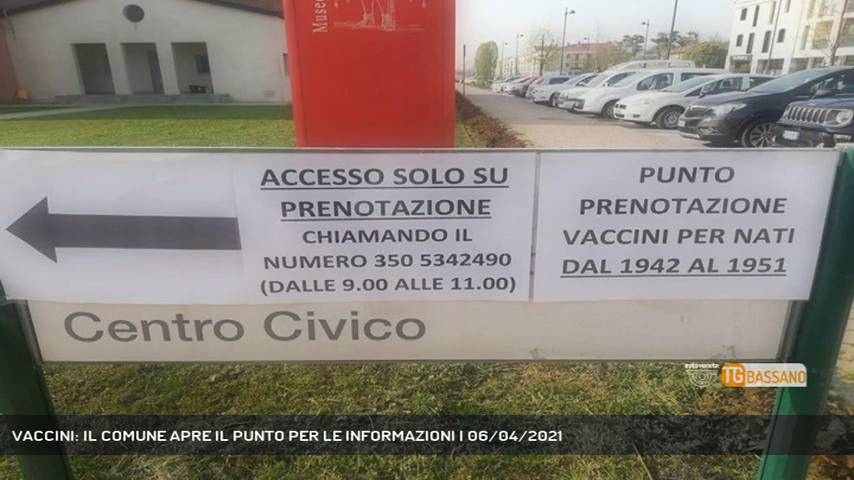 Museo
ACCESSO SOLO SU
PRENOTAZIONE
CHIAMANDO IL
NUMERO 350 5342490
(DALLE 9.00 ALLE 11.00)
PUNTO
PRENOTAZIONE
VACCINI PER NATI
DAL 1942 AL 1951
Centro Civico
autoveneta
TG BASSANO
VACCINI: IL COMUNE APRE IL PUNTO PER LE INFORMAZIONI | 06/04/2021